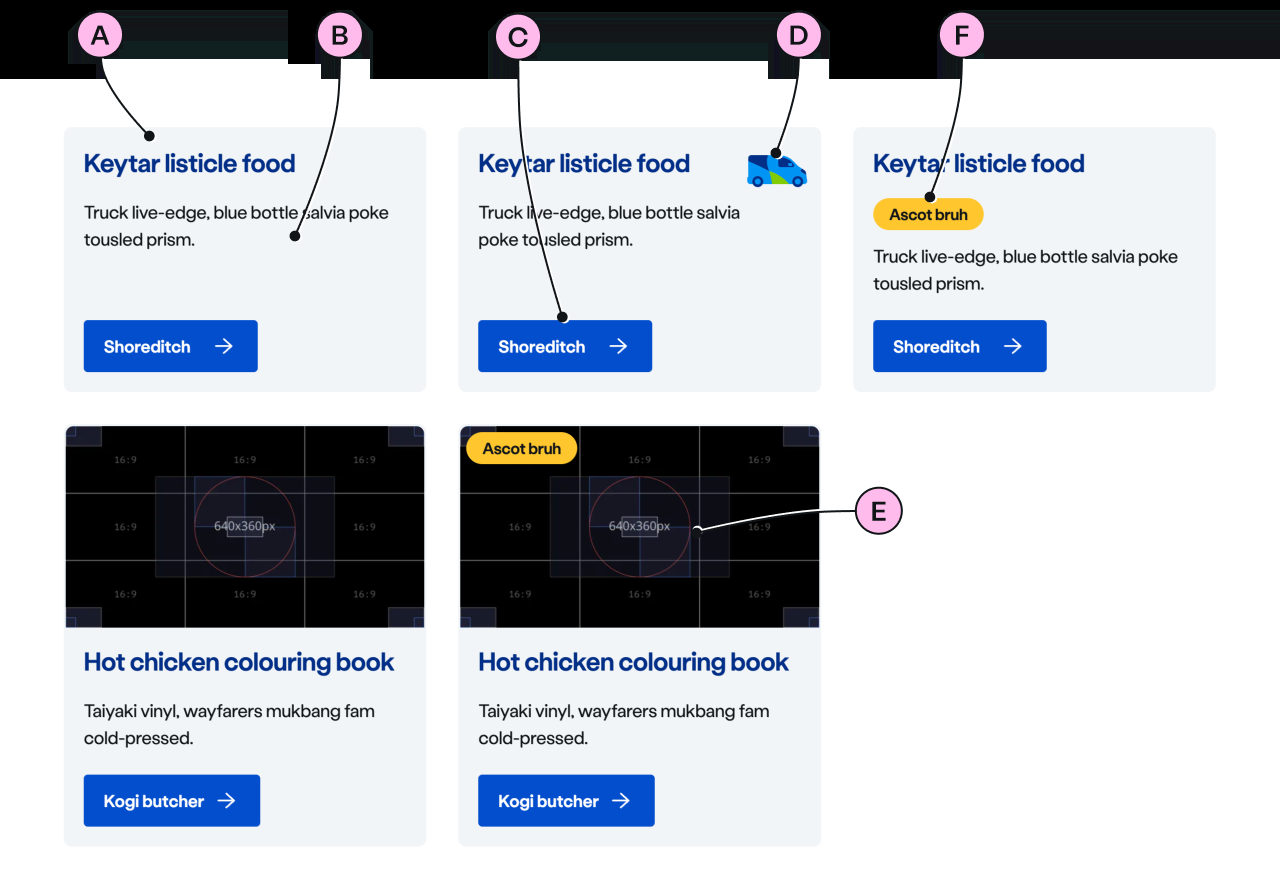 A
B
C
D
F
Keytar listicle food
Truck live-edge, blue bottle salvia poke
tousled prism.
Shoreditch
Keytar listicle food
Truck live-edge, blue bottle salvia
poke tousled prism.
Shoreditch
Keytar listicle food
Ascot bruh
Truck live-edge, blue bottle salvia poke
tousled prism.
Shoreditch
16:9 16:9 16:9
16:9 640x360px 16:9
16:9 16:9 16:9
Hot chicken colouring book
Taiyaki vinyl, wayfarers mukbang fam
cold-pressed.
Kogi butcher
Ascot bruh
16:9 16:9
16:9 640x360px 16:9
16:9 16:9 16:9
E
Hot chicken colouring book
Taiyaki vinyl, wayfarers mukbang fam
cold-pressed.
Kogi butcher